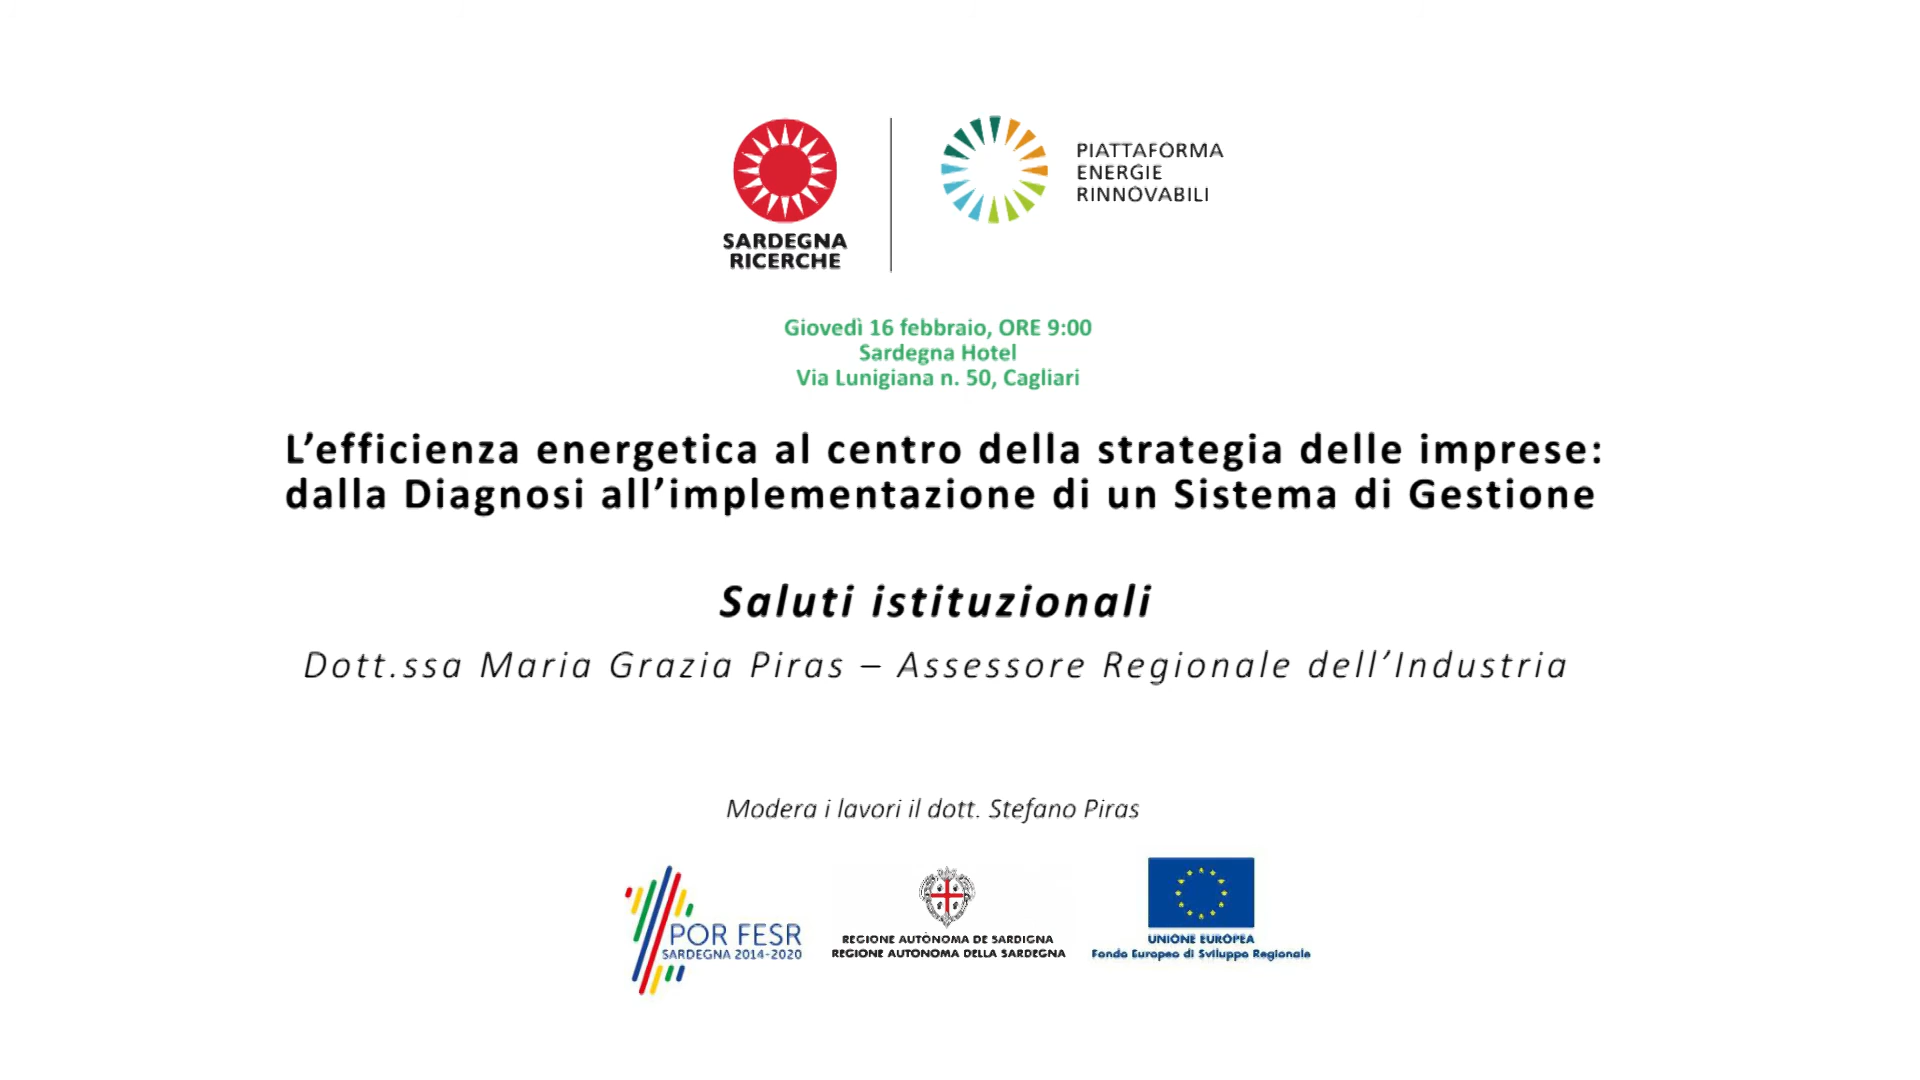 SARDEGNA
RICERCHE
PIATTAFORMA
ENERGIE
RINNOVABILI
Giovedì 16 febbraio, ORE 9:00
Sardegna Hotel
Via Lunigiana n. 50, Cagliari
L’efficienza energetica al centro della strategia delle imprese:
dalla Diagnosi all’implementazione di un Sistema di Gestione
Saluti istituzionali
Dott.ssa Maria Grazia Piras – Assessore Regionale dell’Industria
Modera i lavori il dott. Stefano Piras
POR FESR
SARDEGNA 2014-2020
REGIONE AUTÒNOMA DE SARDIGNA
REGIONE AUTONOMA DELLA SARDEGNA
UNIONE EUROPEA
Fondo Europeo di Sviluppo Regionale